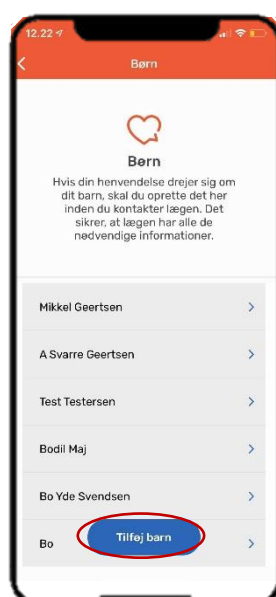 12.22
Børn
Børn
Hvis din henvendelse drejer sig om
dit barn, skal du oprette det her
inden du kontakter lægen. Det
sikrer, at lægen har alle de
nødvendige informationer.
Mikkel Geertsen
A Svarre Geertsen
Test Testersen
Bodil Maj
Bo Yde Svendsen
Bo
Tilføj barn